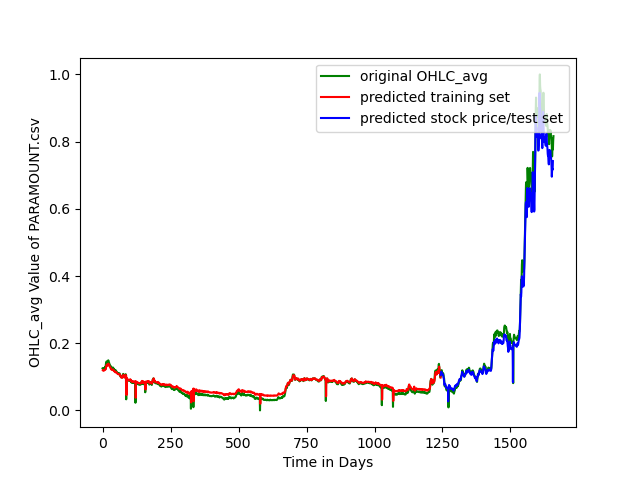 original OHLC_avg
predicted training set
predicted stock price/test set
OHLC_avg Value of PARAMOUNT.csv
1.0
0.8
0.6
0.4
0.2
0.0
0 250 500 750 1000 1250 1500
Time in Days